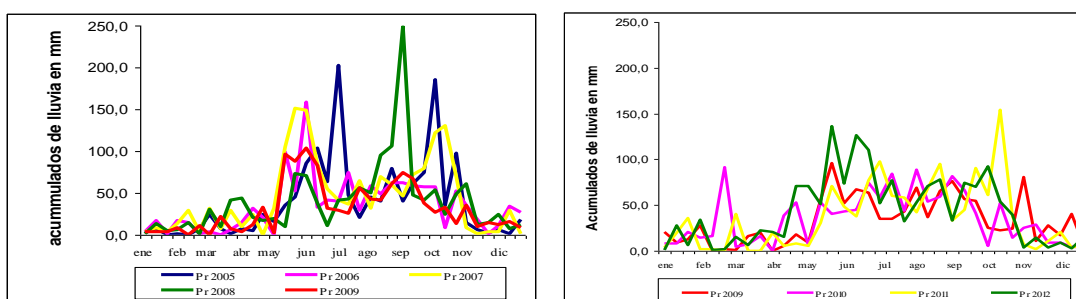 acummulados de lluvia en mm
250,0
200,0
150,0
100,0
50,0
0,0
ene feb mar abr may jun jul ago sep oct nov dic
Pr 2005 Pr 2006 Pr 2007
Pr 2008 Pr 2009
Acumulados de lluvia en mm
250,0
200,0
150,0
100,0
50,0
0,0
ene feb mar abr may jun jul ago sep oct nov dic
Pr 2009 Pr 2010 Pr 2011 Pr 2012